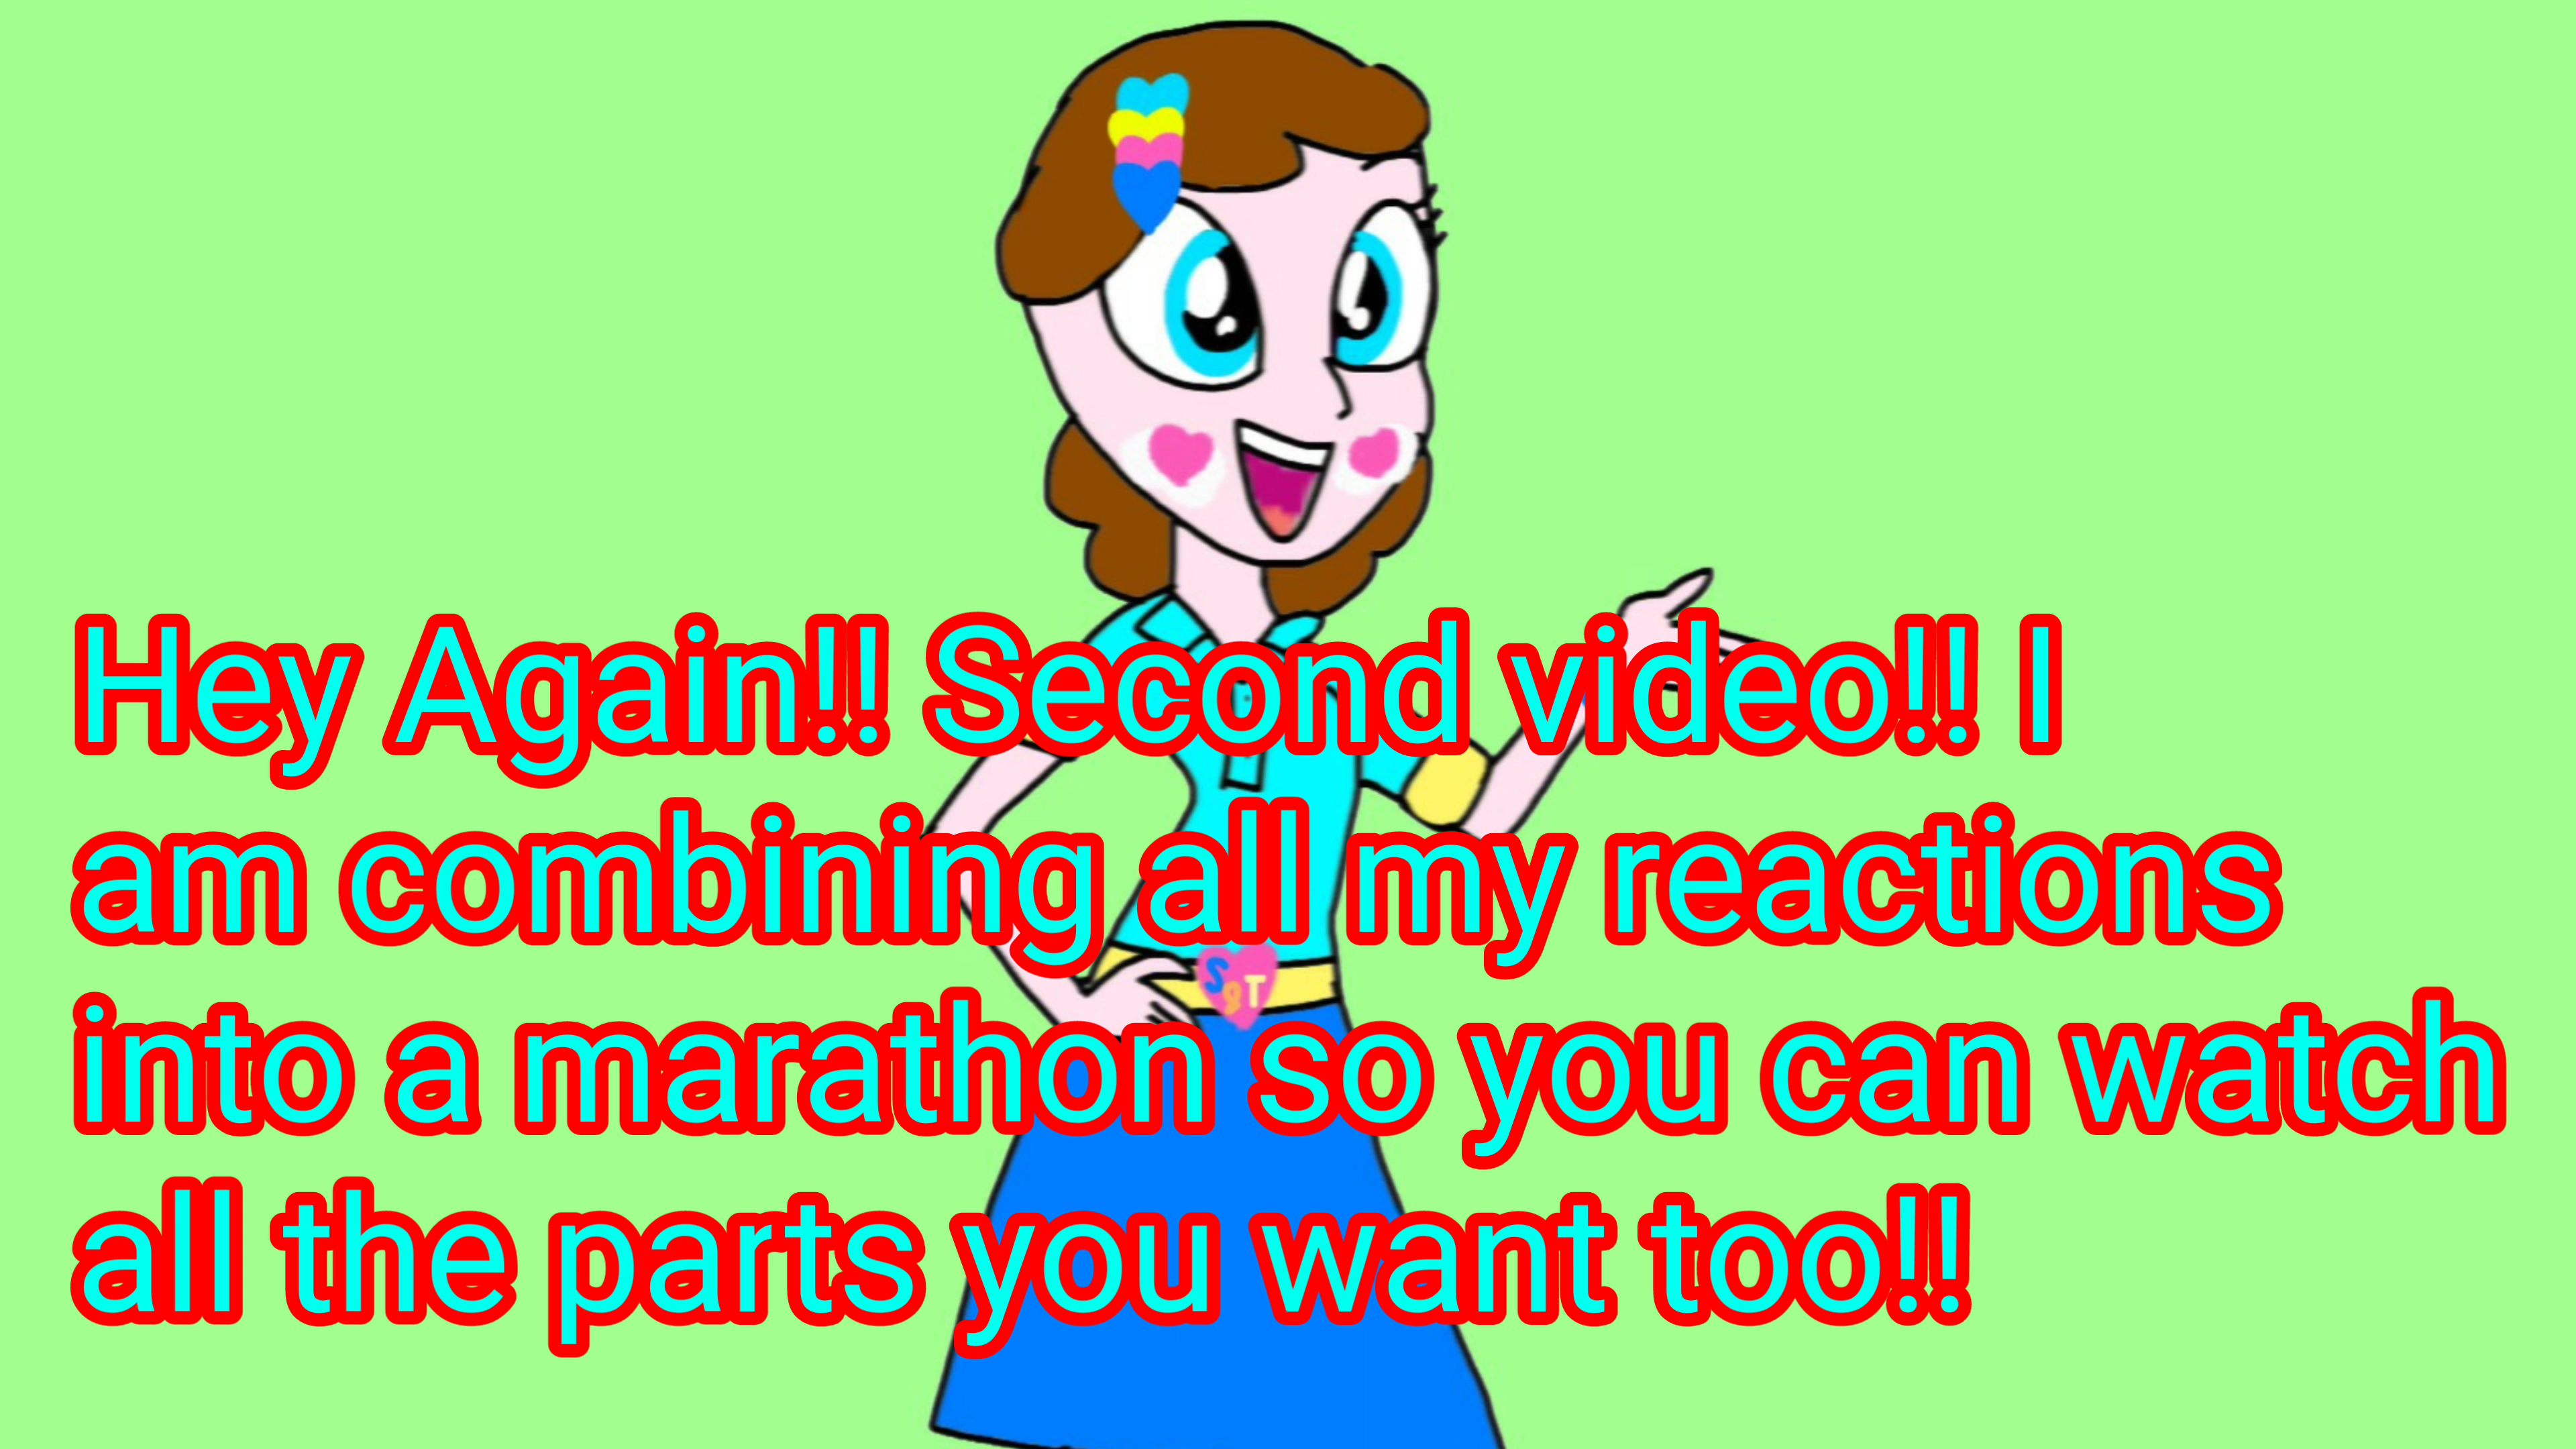 Hey Again!! Second video!! I
am combining all my reactions
into a marathon so you can watch
all the parts you want too!!
S&T